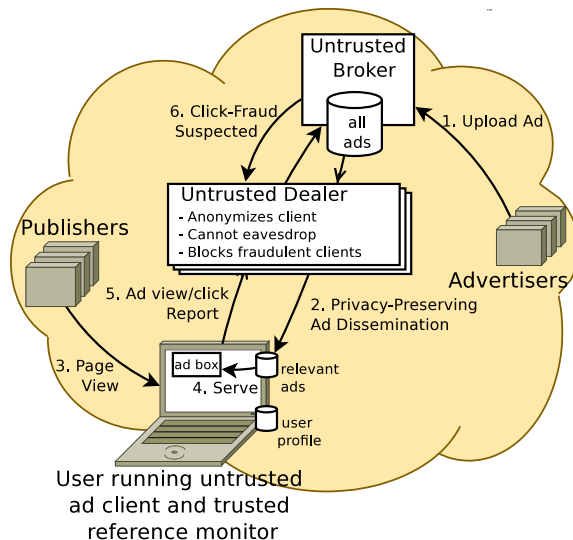 Untrusted
Broker
all
ads
6. Click-Fraud
Suspected
1. Upload Ad
Untrusted Dealer
- Anonymizes client
- Cannot eavesdrop
- Blocks fraudulent clients
Publishers
Advertisers
5. Ad view/click
Report
2. Privacy-Preserving
Ad Dissemination
3. Page
View
ad box
4. Serve
relevant
ads
user
profile
User running untrusted
ad client and trusted
reference monitor